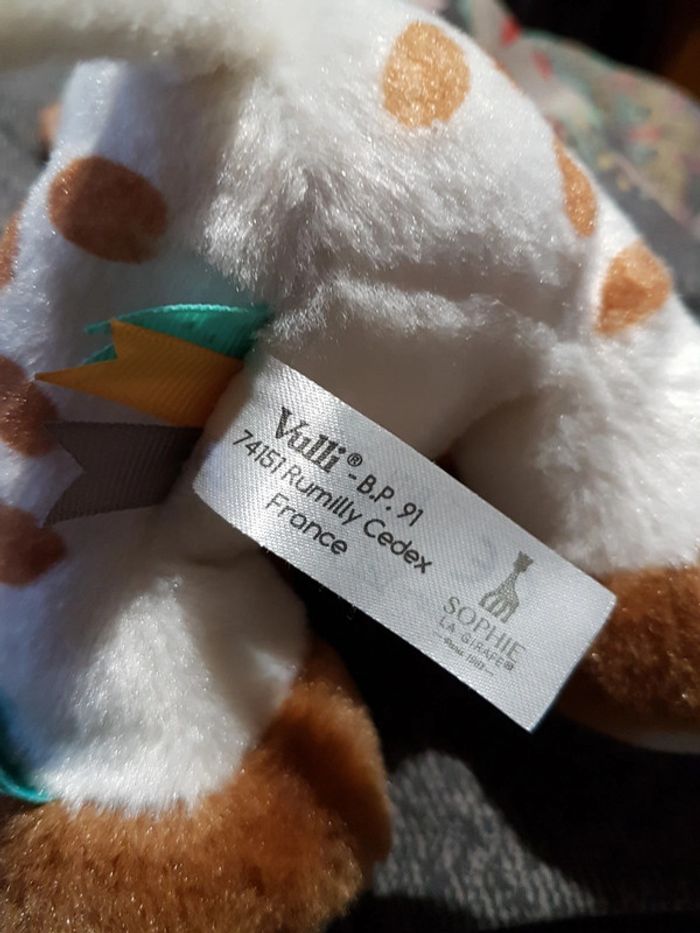 Vulli® - B.P. 91
74151 Rumilly Cedex
France
SOPHIE
LA GIRAFE®